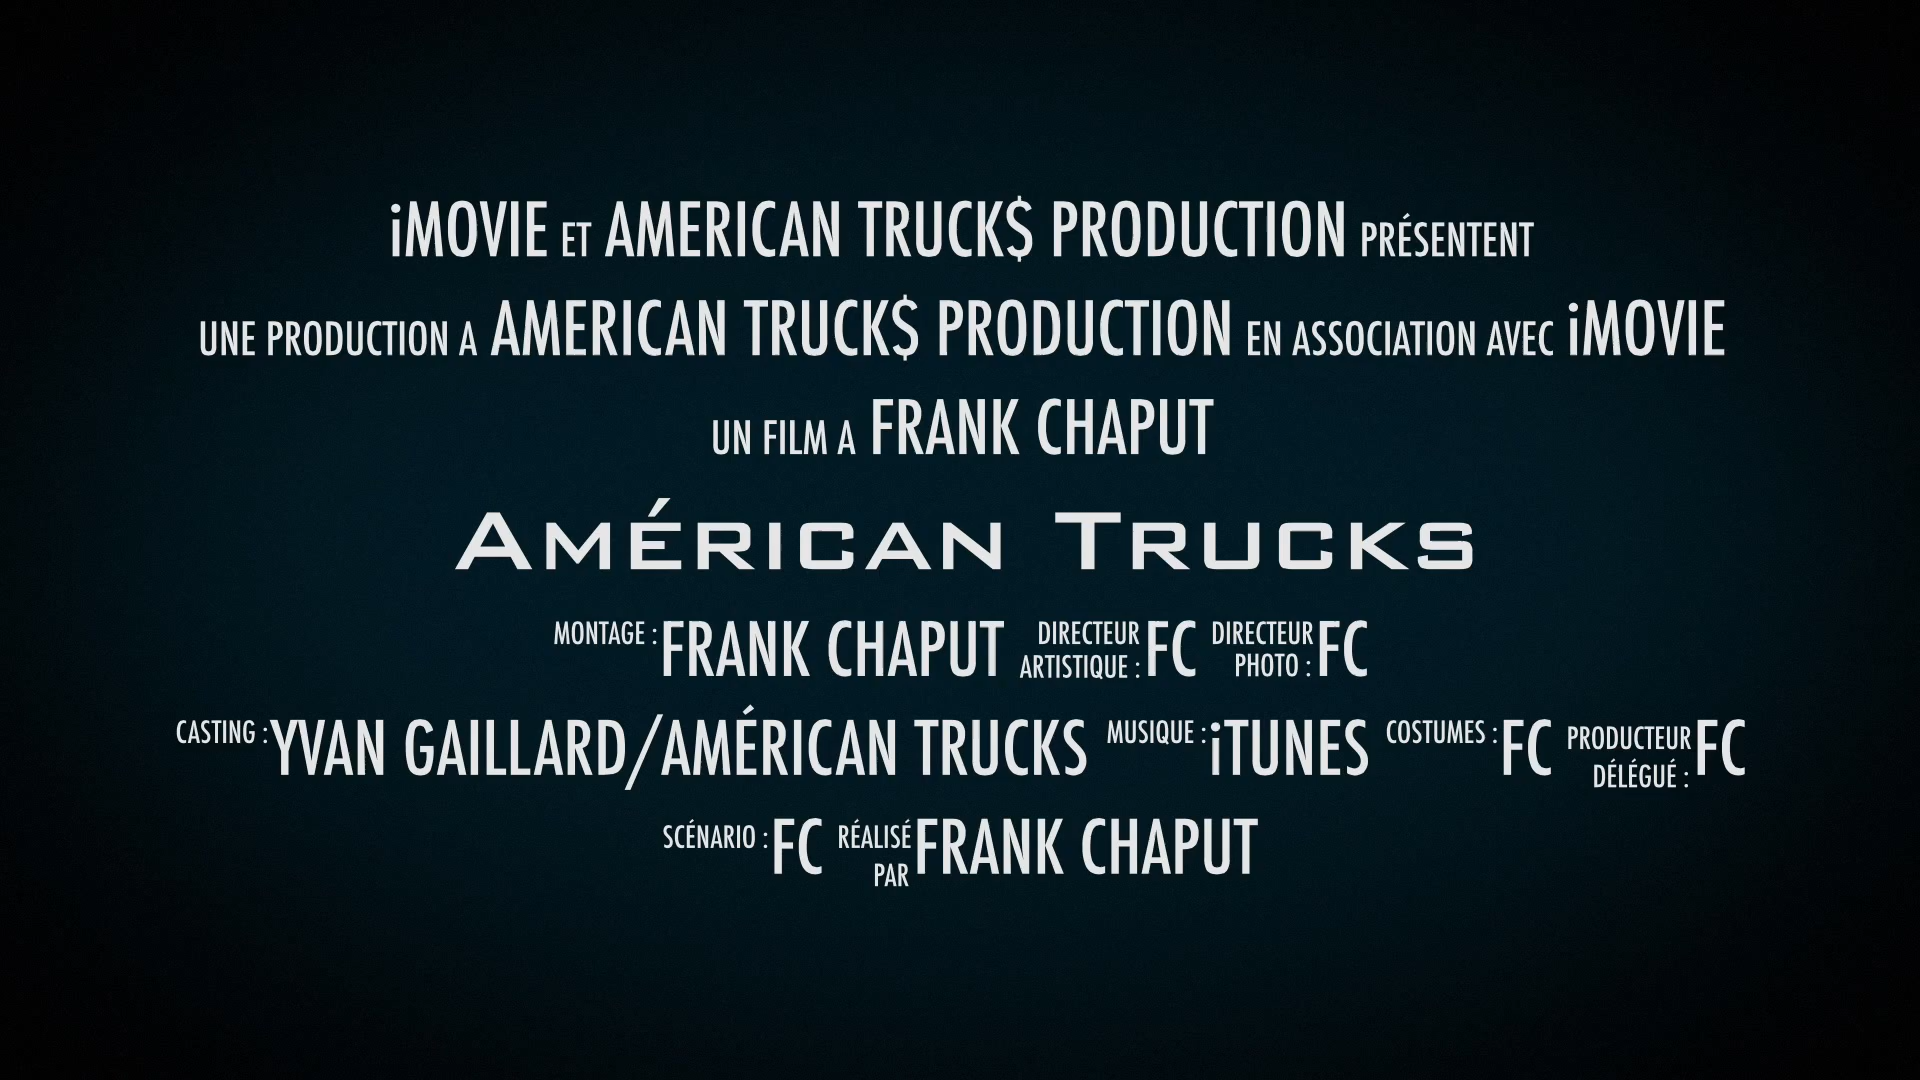 iMOVIE ET AMERICAN TRUCK$ PRODUCTION PRÉSENTENT
UNE PRODUCTION A AMERICAN TRUCK$ PRODUCTION EN ASSOCIATION AVEC iMOVIE
UN FILM A FRANK CHAPUT
AMÉRICAN TRUCKS
MONTAGE : FRANK CHAPUT DIRECTEUR ARTISTIQUE : FC DIRECTEUR PHOTO : FC
CASTING : YVAN GAILLARD/AMÉRICAN TRUCKS MUSIQUE : iTUNES COSTUMES : FC PRODUCTEUR DÉLÉGUÉ : FC
SCÉNARIO : FC RÉALISÉ PAR FRANK CHAPUT